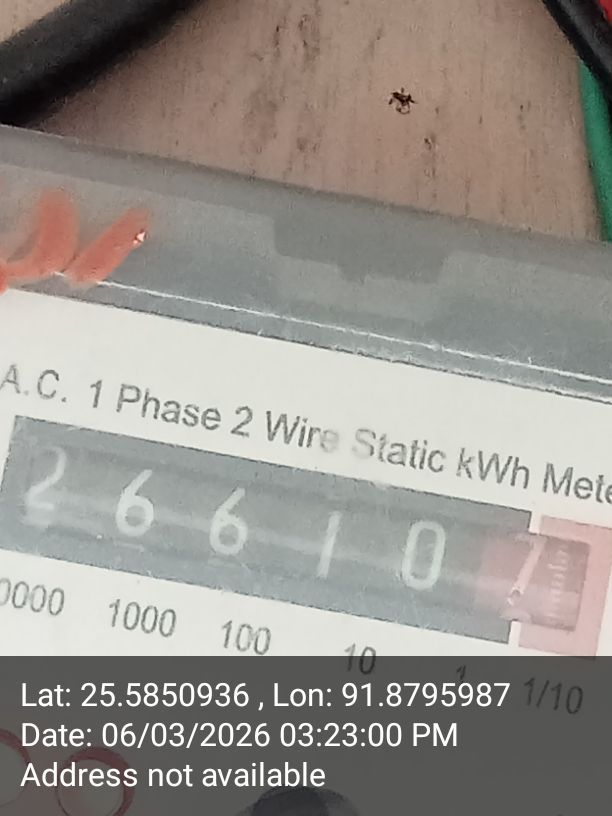 A.C. 1 Phase 2 Wire Static kWh Mete
2 6 6 1 0 7
0000 1000 100 10 1 1/10
Lat: 25.5850936 , Lon: 91.8795987
Date: 06/03/2026 03:23:00 PM
Address not available